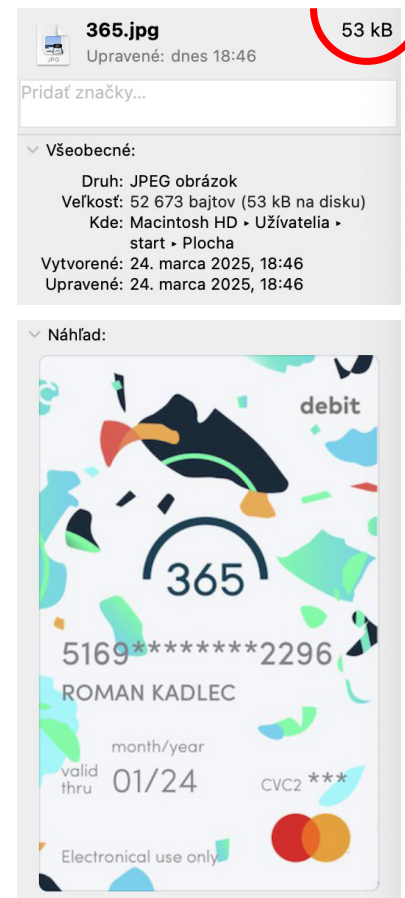 365.jpg
53 kB
Upravené: dnes 18:46
JPG
Pridať značky...
Všeobecné:
Druh: JPEG obrázok
Veľkosť: 52 673 bajtov (53 kB na disku)
Kde: Macintosh HD ▸ Užívatelia ▸
start ▸ Plocha
Vytvorené: 24. marca 2025, 18:46
Upravené: 24. marca 2025, 18:46
Náhľad:
debit
365
5169********2296
ROMAN KADLEC
month/year
valid
thru
01/24
CVC2 ***
Electronical use only